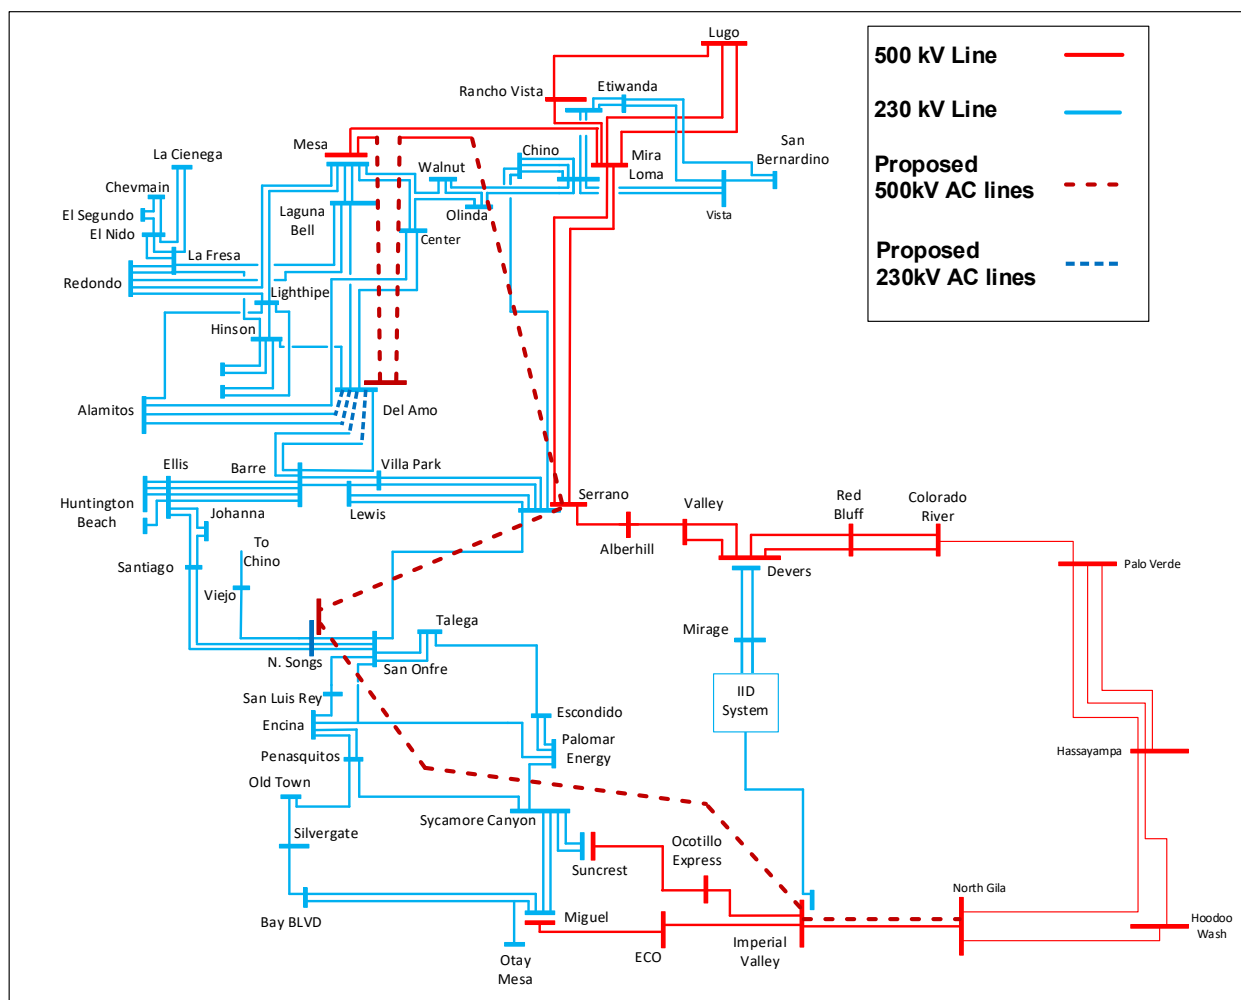 Lugo
500 kV Line
230 kV Line
Proposed
500kV AC lines
Proposed
230kV AC lines
Rancho Vista
Etiwanda
Mesa
La Cienega
Chevmain
El Segundo
El Nido
La Fresa
Redondo
Laguna
Bell
Walnut
Chino
Mira
Loma
San
Bernardino
Vista
Olinda
Center
Lighthipe
Hinson
Alamitos
Del Amo
Ellis
Barre
Villa Park
Huntington
Beach
Johanna
Lewis
Serrano
Alberhill
Valley
Devers
Red
Bluff
Colorado
River
Palo Verde
To
Chino
Santiago
Viejo
N. Songs
San Onfre
Talega
Mirage
IID
System
San Luis Rey
Encina
Escondido
Palomar
Energy
Penasquitos
Old Town
Hassayampa
Silvergate
Sycamore Canyon
Suncrest
Ocotillo
Express
Bay BLVD
Miguel
Otay
Mesa
ECO
Imperial
Valley
North Gila
Hoodoo
Wash